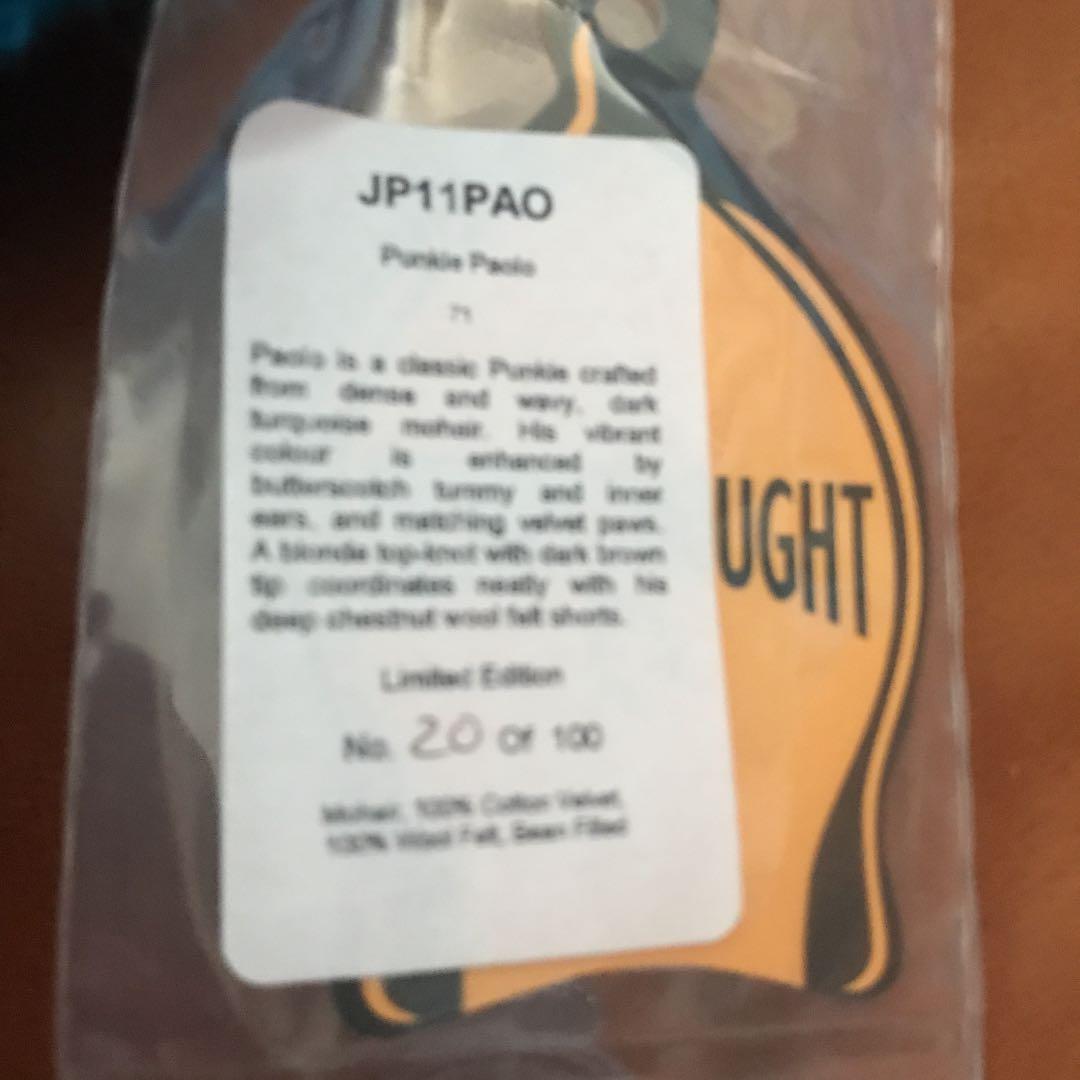 JP11PAO
Punkie Paolo
71
Paolo is a classic Punkie crafted
from dense and wavy, dark
turquoise mohair. His vibrant
colour is enhanced by
butterscotch tummy and inner
ears, and matching velvet paws.
A blonde top-knot with dark brown
tip coordinates neatly with his
deep chestnut wool felt shorts.
Limited Edition
No. 20 Of 100
Mohair, 100% Cotton Velvet,
100% Wool Felt, Bean Filled
UGHT